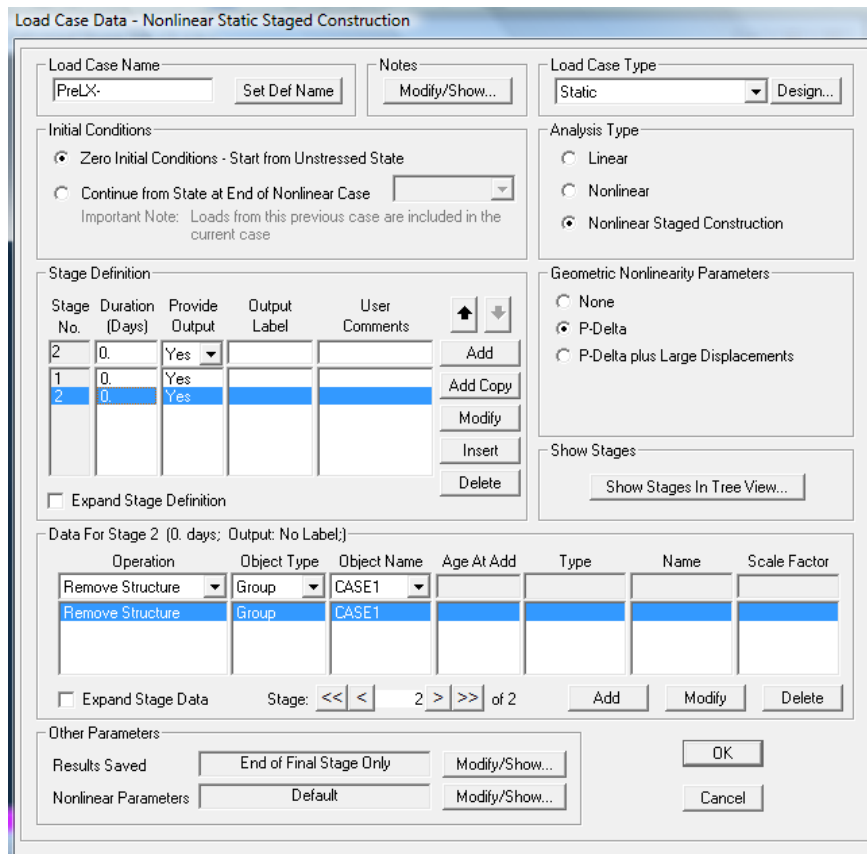 Load Case Data - Nonlinear Static Staged Construction
Load Case Name
PreLX-
Set Def Name
Notes
Modify/Show...
Load Case Type
Static
Design...
Initial Conditions
Zero Initial Conditions - Start from Unstressed State
Continue from State at End of Nonlinear Case
Important Note: Loads from this previous case are included in the
current case
Analysis Type
Linear
Nonlinear
Nonlinear Staged Construction
Stage Definition
Stage Duration Provide Output User
No. (Days) Output Label Comments
2 0. Yes
1 0. Yes
2 0. Yes
Add
Add Copy
Modify
Insert
Delete
Expand Stage Definition
Geometric Nonlinearity Parameters
None
P-Delta
P-Delta plus Large Displacements
Show Stages
Show Stages In Tree View...
Data For Stage 2 (0. days; Output: No Label;)
Operation Object Type Object Name Age At Add Type Name Scale Factor
Remove Structure Group CASE1
Remove Structure Group CASE1
Expand Stage Data Stage: << < 2 > >> of 2 Add Modify Delete
Other Parameters
Results Saved End of Final Stage Only Modify/Show...
Nonlinear Parameters Default Modify/Show...
OK
Cancel